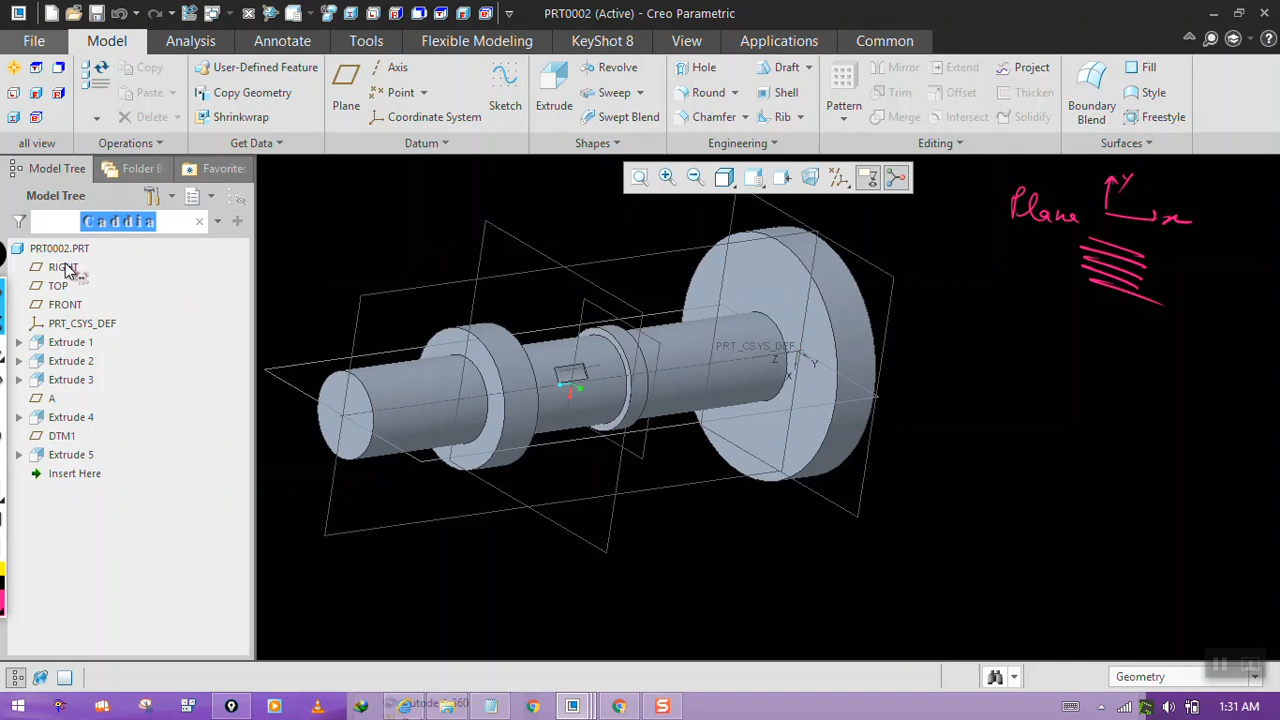 PRT0002 (Active) - Creo Parametric
File Model Analysis Annotate Tools Flexible Modeling KeyShot 8 View Applications Common
Copy User-Defined Feature Axis Revolve Hole Draft Mirror Extend Project Fill
Paste Copy Geometry Point Sweep Round Shell Trim Offset Thicken Style
Delete Shrinkwrap Plane Coordinate System Sketch Extrude Swept Blend Chamfer Rib Pattern Merge Intersect Solidify Boundary Blend Freestyle
all view Operations Get Data Datum Shapes Engineering Editing Surfaces
Model Tree Folder B Favorites
Model Tree
Caddia
PRT0002.PRT
RIGHT
TOP
FRONT
PRT_CSYS_DEF
Extrude 1
Extrude 2
Extrude 3
A
Extrude 4
DTM1
Extrude 5
Insert Here
PRT_CSYS_DEF
Z Y
X
Plane Y x
Geometry
Autodesk 360
1:31 AM